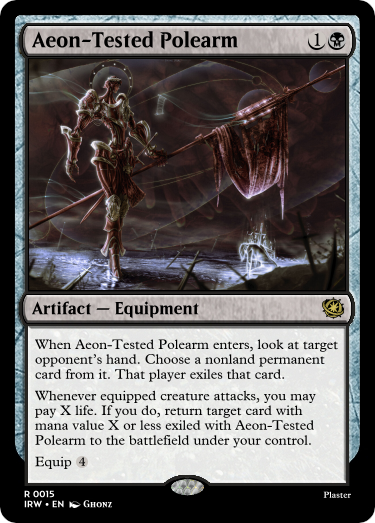 Aeon-Tested Polearm 1
Artifact — Equipment
When Aeon-Tested Polearm enters, look at target
opponent's hand. Choose a nonland permanent
card from it. That player exiles that card.
Whenever equipped creature attacks, you may
pay X life. If you do, return target card with
mana value X or less exiled with Aeon-Tested
Polearm to the battlefield under your control.
Equip 4
R 0015
Plaster
IRW • EN Ghonz